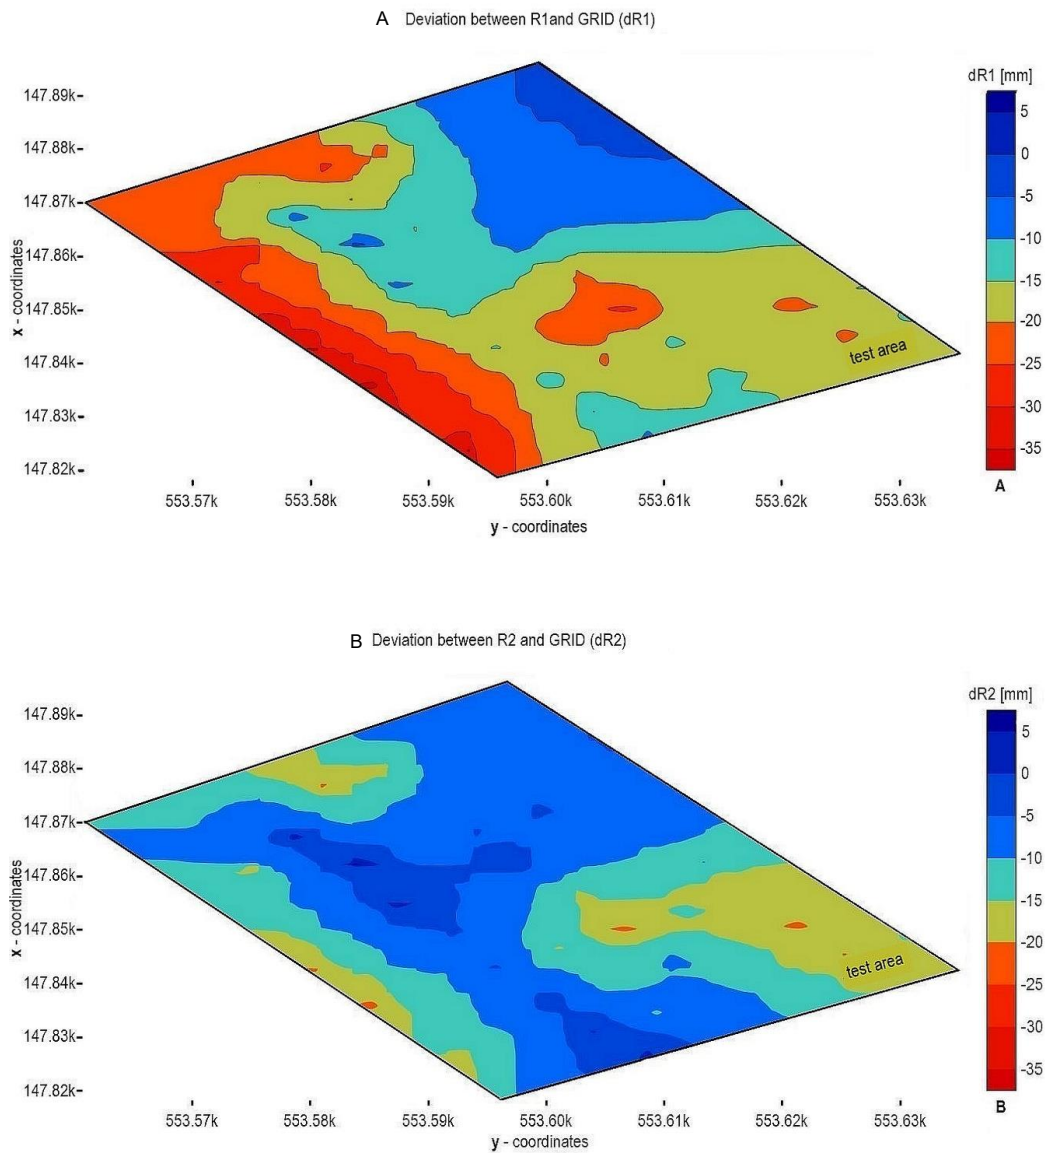 A Deviation between R1and GRID (dR1)
dR1 [mm]
147.89k
147.88k
147.87k
147.86k
147.85k
147.84k
147.83k
147.82k
x - coordinates
test area
5
0
-5
-10
-15
-20
-25
-30
-35
A
553.57k 553.58k 553.59k 553.60k 553.61k 553.62k 553.63k
y - coordinates
B Deviation between R2 and GRID (dR2)
dR2 [mm]
147.89k
147.88k
147.87k
147.86k
147.85k
147.84k
147.83k
147.82k
x - coordinates
test area
5
0
-5
-10
-15
-20
-25
-30
-35
B
553.57k 553.58k 553.59k 553.60k 553.61k 553.62k 553.63k
y - coordinates